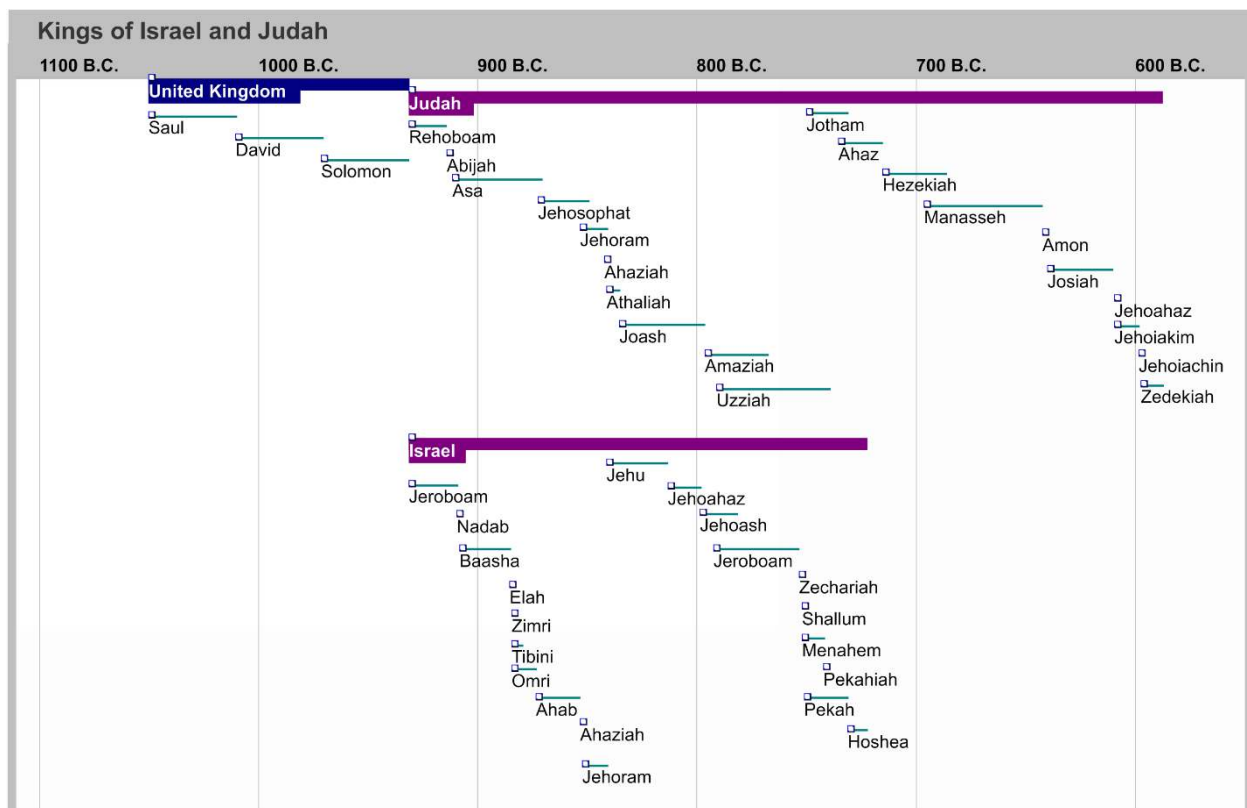 Kings of Israel and Judah
1100 B.C. 1000 B.C. 900 B.C. 800 B.C. 700 B.C. 600 B.C.
United Kingdom
Saul
David
Solomon
Judah
Rehoboam
Abijah
Asa
Jehosophat
Jehoram
Ahaziah
Athaliah
Joash
Amaziah
Uzziah
Jotham
Ahaz
Hezekiah
Manasseh
Amon
Josiah
Jehoahaz
Jehoiakim
Jehoiachin
Zedekiah
Israel
Jeroboam
Nadab
Baasha
Elah
Zimri
Tibini
Omri
Ahab
Ahaziah
Jehoram
Jehu
Jehoahaz
Jehoash
Jeroboam
Zechariah
Shallum
Menahem
Pekahiah
Pekah
Hoshea